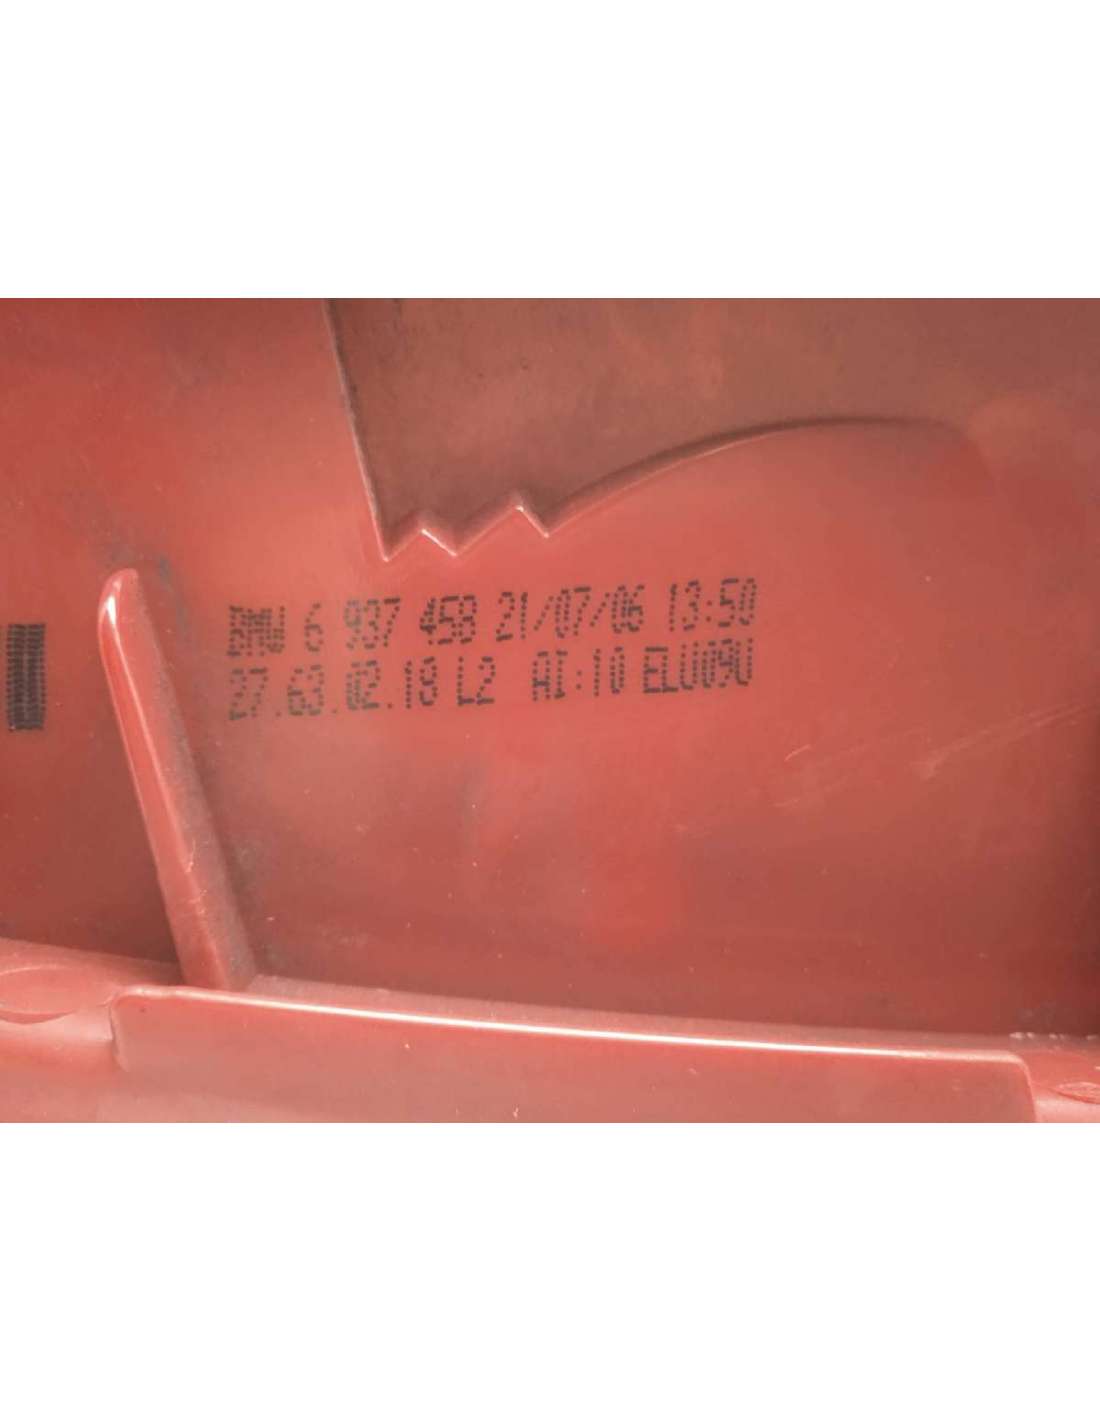 BMW 6 937 458 21/07/06 13:50
27.63.02.18 L2 AI:10 ELU09U